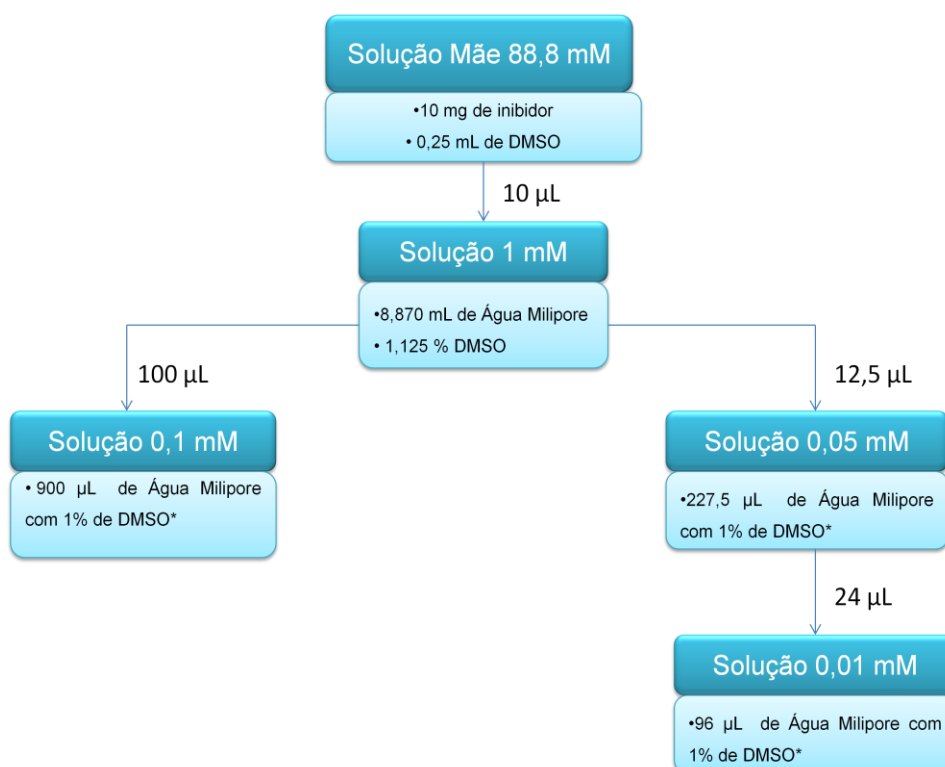 Solução Mãe 88,8 mM
•10 mg de inibidor
• 0,25 mL de DMSO
10 µL
Solução 1 mM
•8,870 mL de Água Milipore
• 1,125 % DMSO
100 µL
12,5 µL
Solução 0,1 mM
• 900 µL de Água Milipore
com 1% de DMSO*
Solução 0,05 mM
•227,5 µL de Água Milipore
com 1% de DMSO*
24 µL
Solução 0,01 mM
•96 µL de Água Milipore com
1% de DMSO*